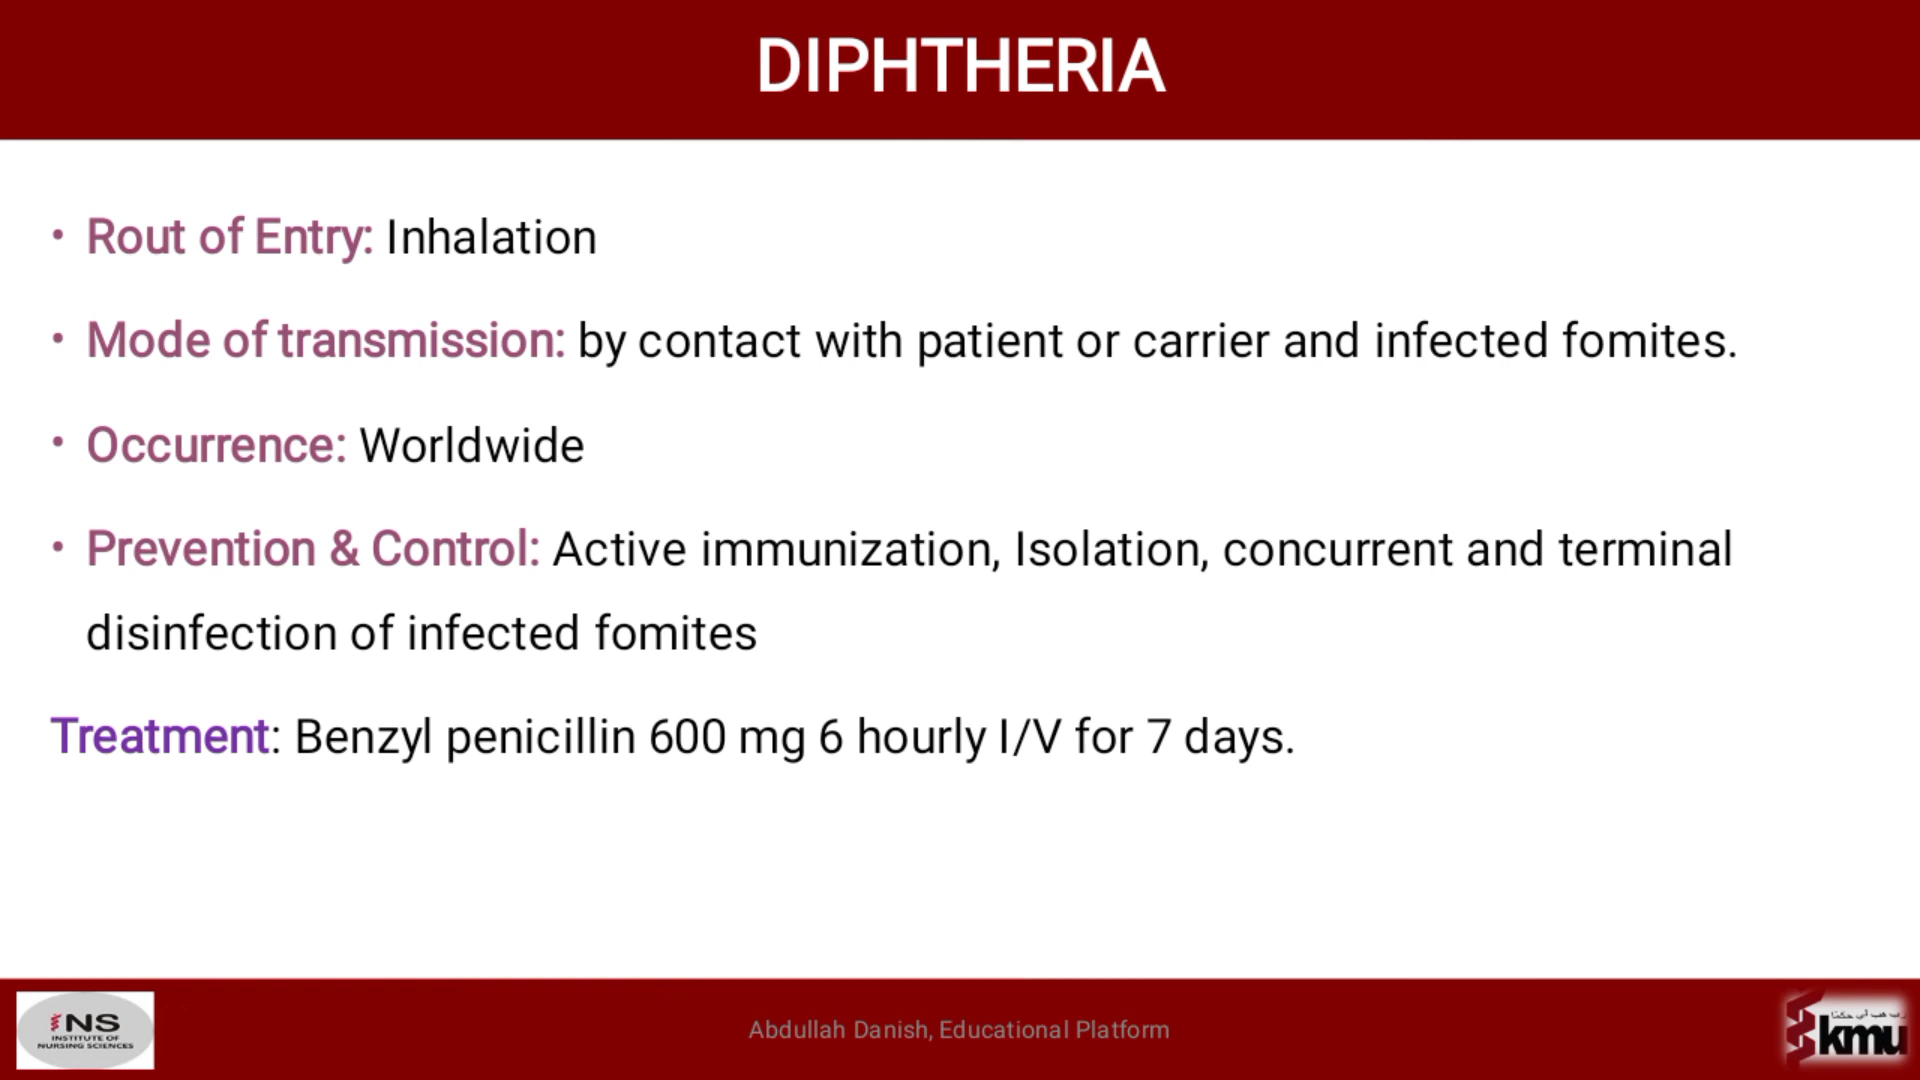 DIPHTHERIA
• Rout of Entry: Inhalation
• Mode of transmission: by contact with patient or carrier and infected fomites.
• Occurrence: Worldwide
• Prevention & Control: Active immunization, Isolation, concurrent and terminal
disinfection of infected fomites
Treatment: Benzyl penicillin 600 mg 6 hourly I/V for 7 days.
iNS
INSTITUTE OF
NURSING SCIENCES
Abdullah Danish, Educational Platform
kmu